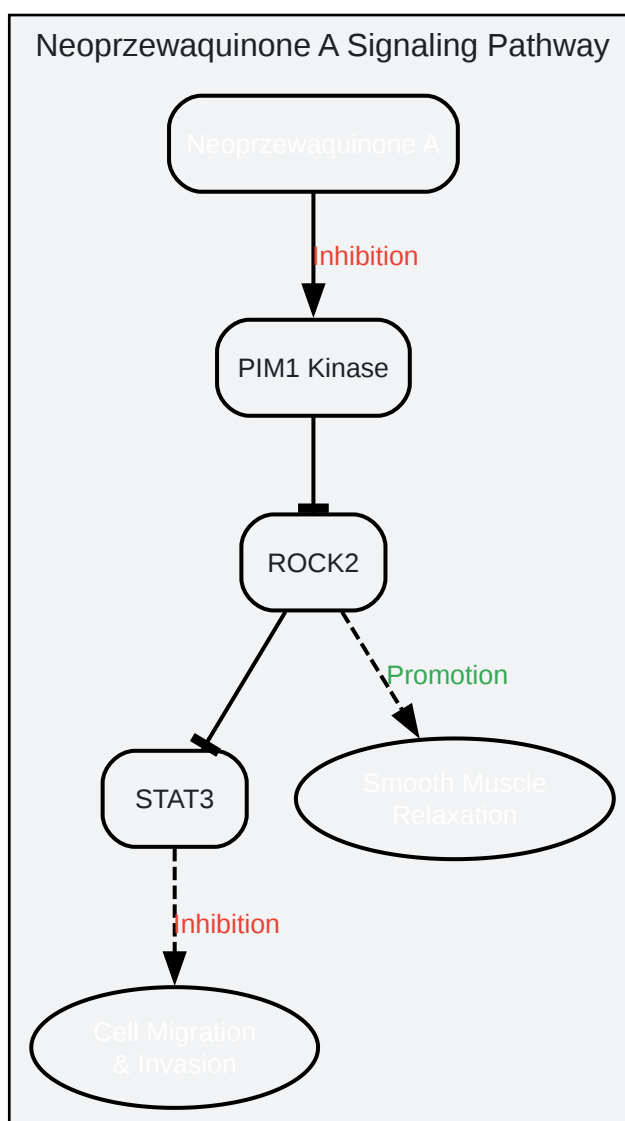 Neoprzewaquinone A Signaling Pathway
Neoprzewaquinone A
Inhibition
PIM1 Kinase
ROCK2
Promotion
STAT3
Smooth Muscle
Relaxation
Inhibition
Cell Migration
& Invasion